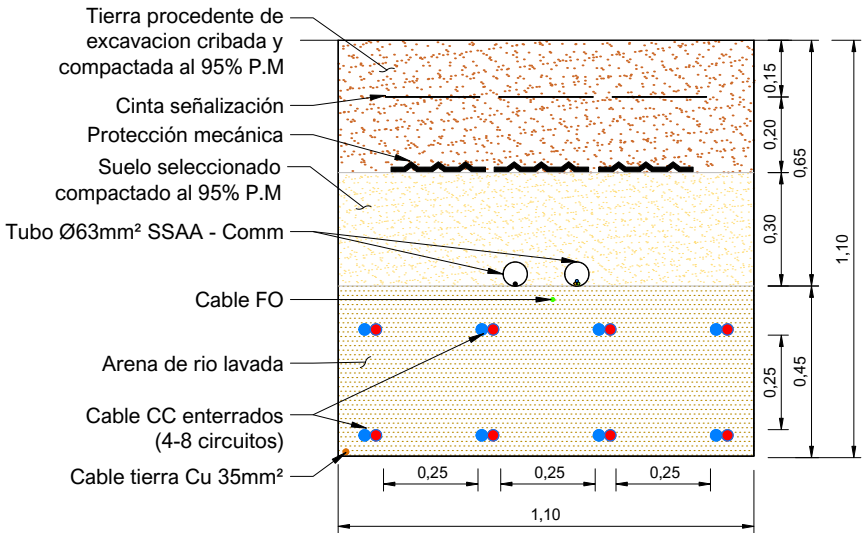 Tierra procedente de
excavacion cribada y
compactada al 95% P.M
Cinta señalización
Protección mecánica
Suelo seleccionado
compactado al 95% P.M
Tubo Ø63mm² SSAA - Comm
Cable FO
Arena de rio lavada
Cable CC enterrados
(4-8 circuitos)
Cable tierra Cu 35mm²
0,15
0,20
0,65
0,30
1,10
0,25
0,45
0,25
0,25
0,25
1,10